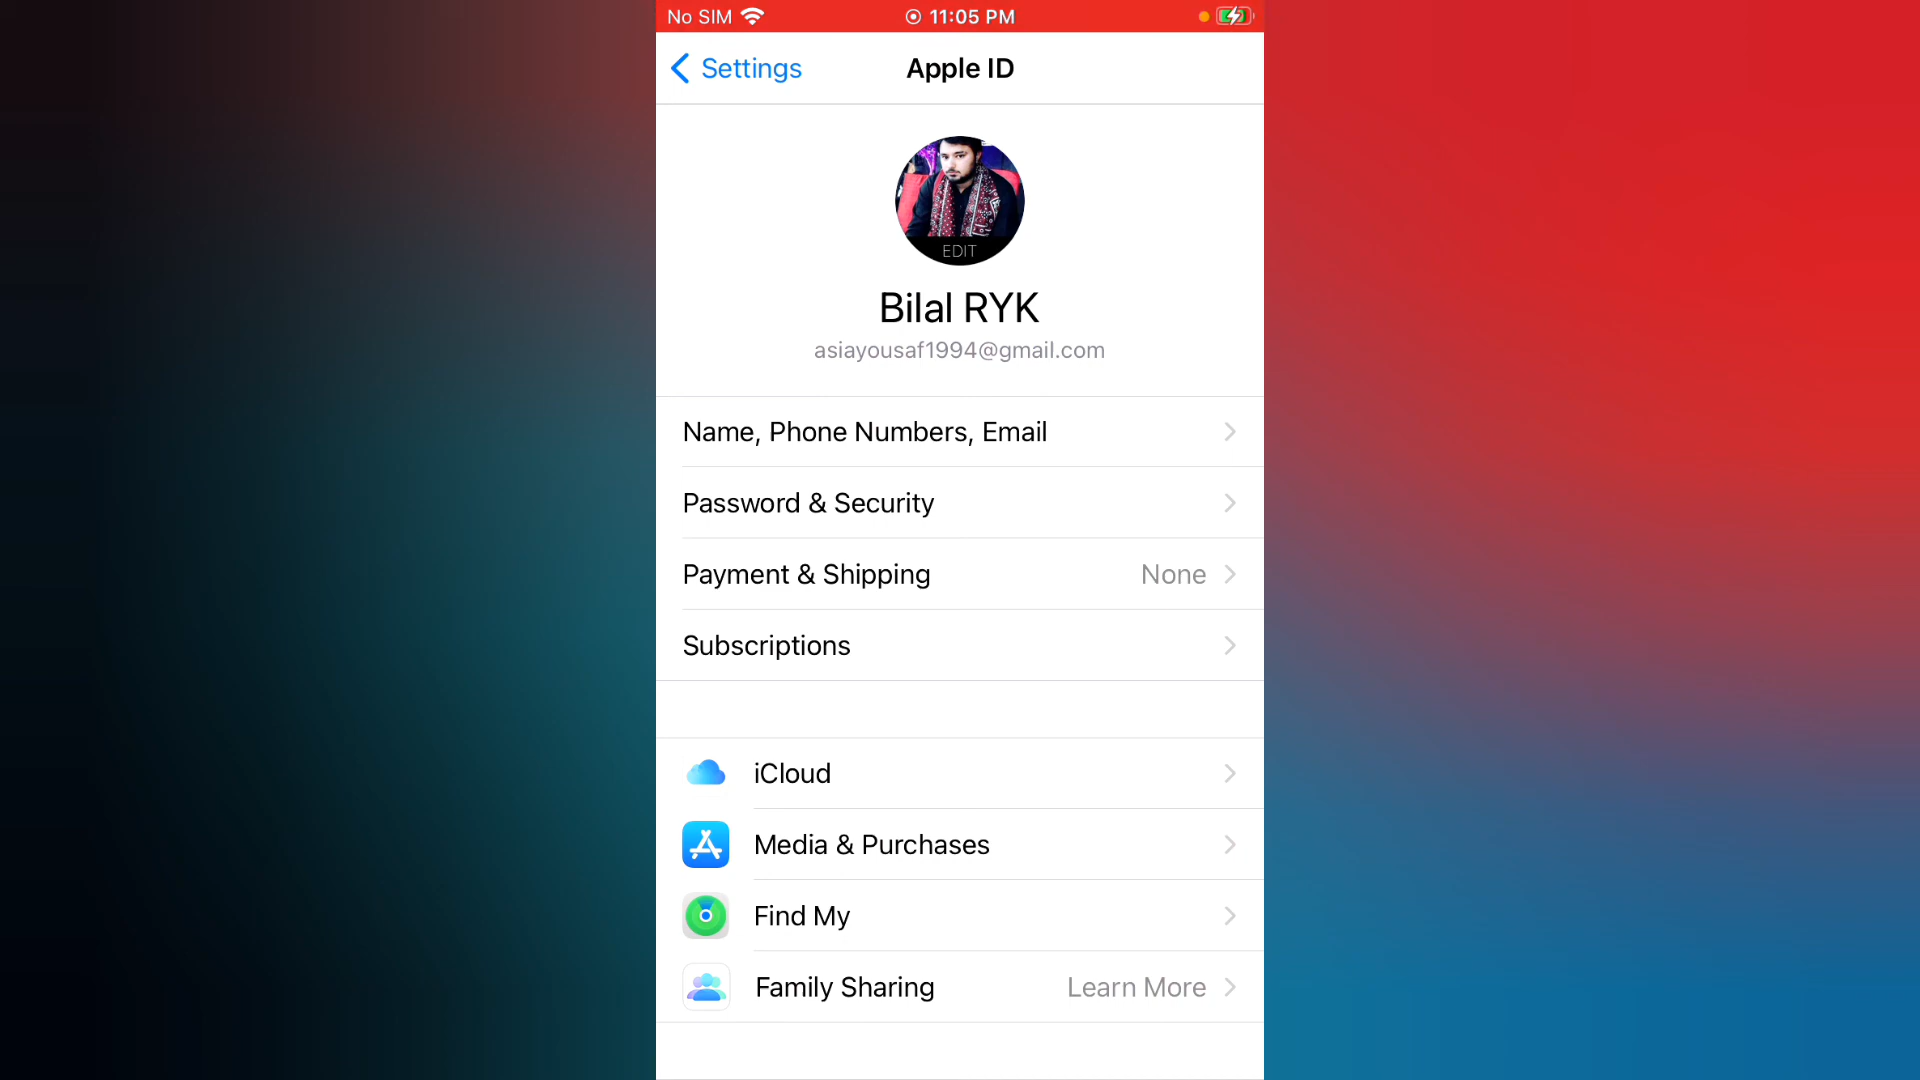 No SIM 11:05 PM
Settings Apple ID
EDIT
Bilal RYK
asiayousaf1994@gmail.com
Name, Phone Numbers, Email
Password & Security
Payment & Shipping None
Subscriptions
iCloud
Media & Purchases
Find My
Family Sharing Learn More